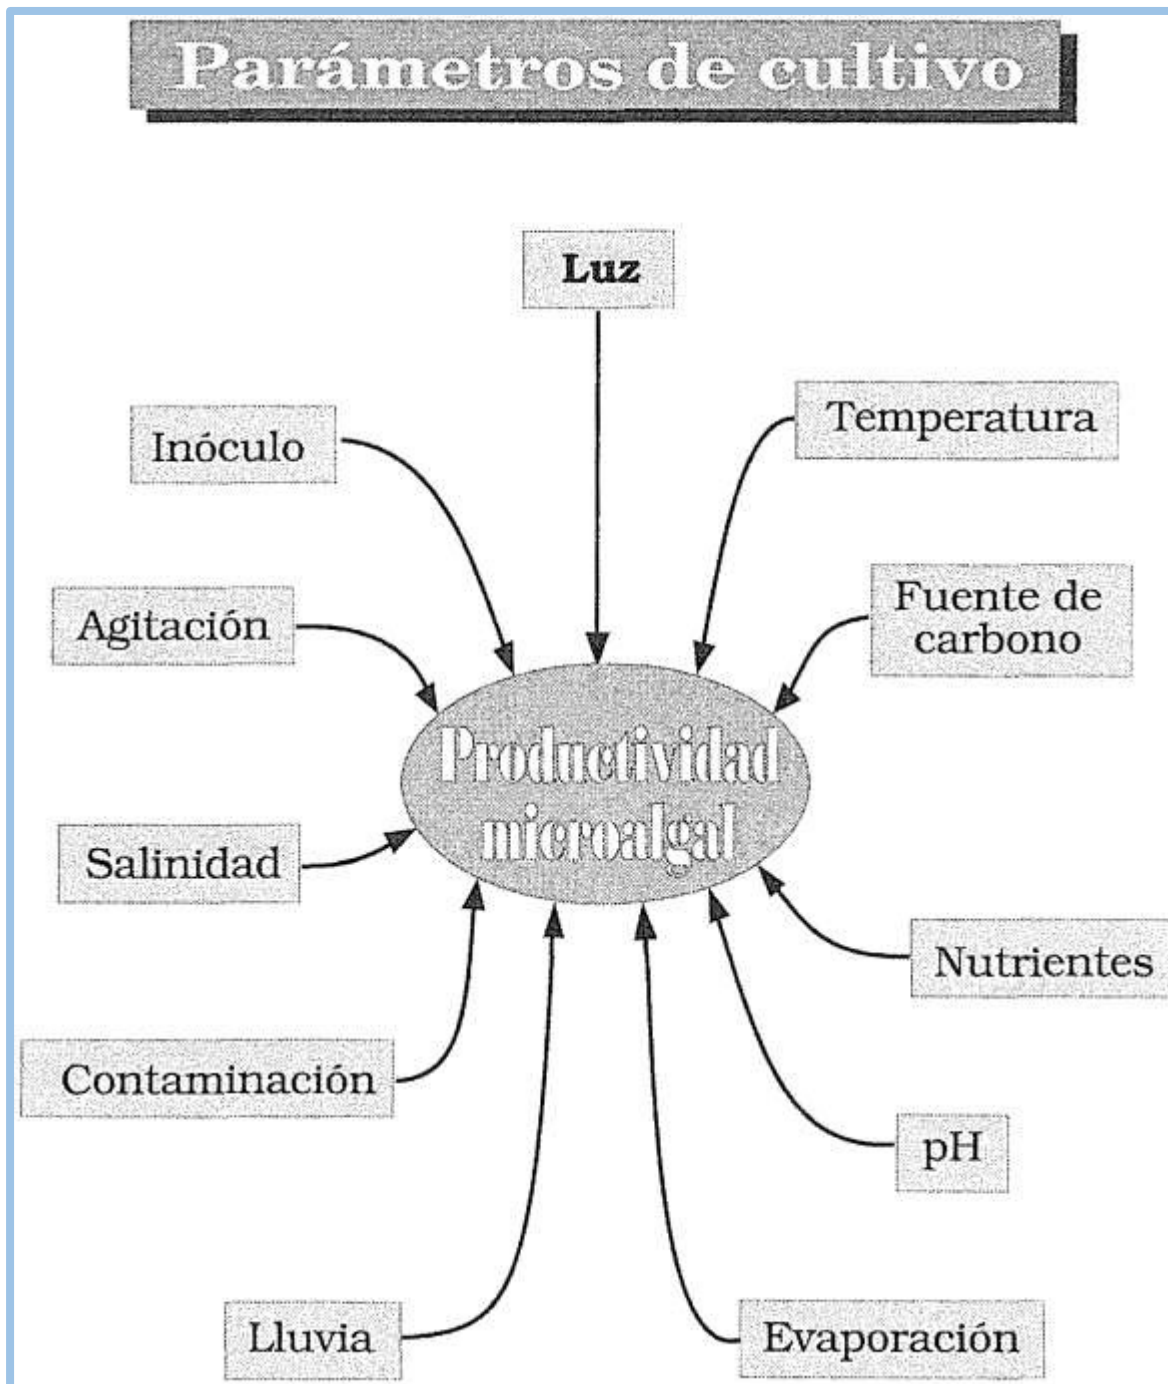 Parámetros de cultivo
Luz
Temperatura
Inóculo
Fuente de
carbono
Agitación
Productividad
microalgal
Salinidad
Nutrientes
Contaminación
pH
Lluvia
Evaporación